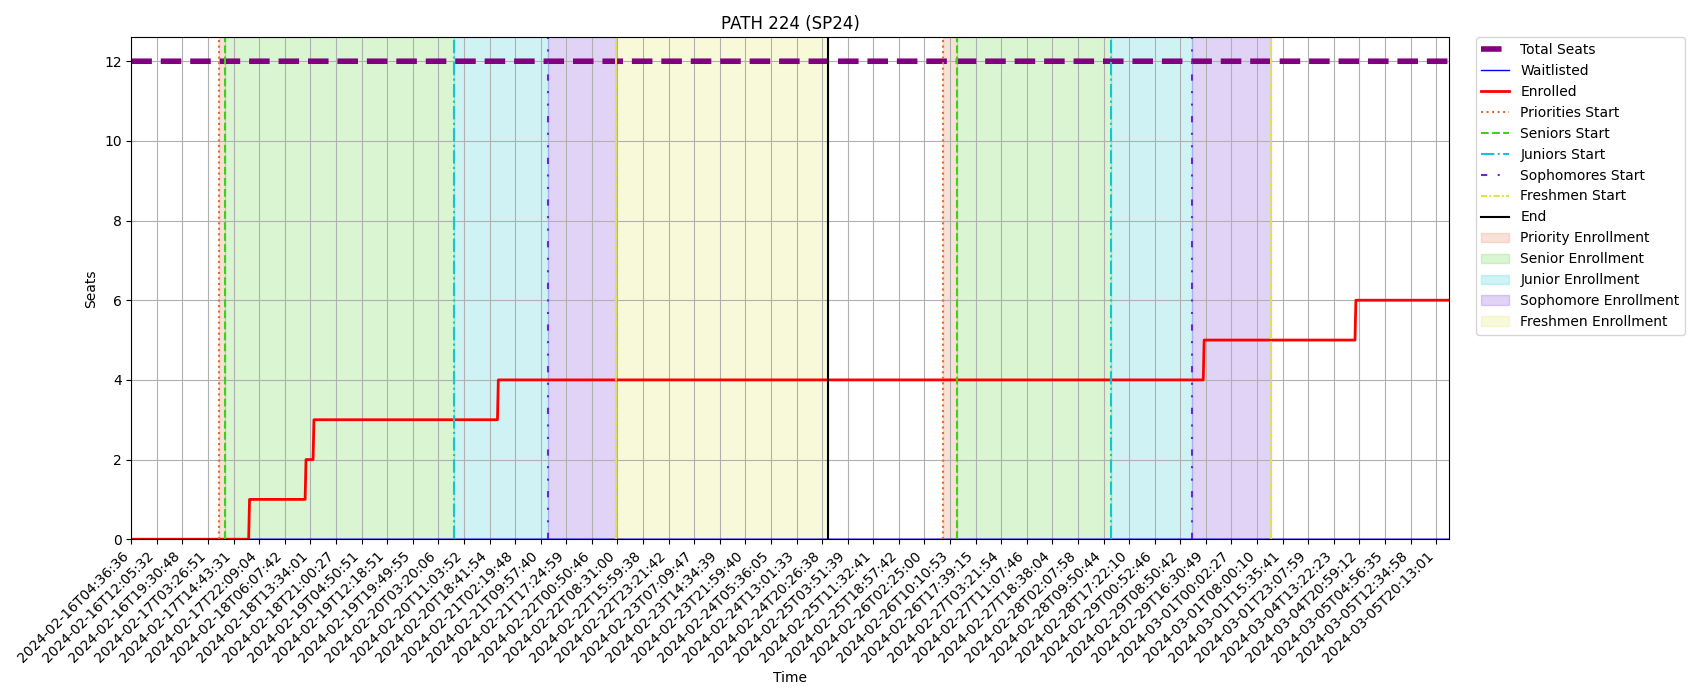 PATH 224 (SP24)
Total Seats
Waitlisted
Enrolled
Priorities Start
Seniors Start
Juniors Start
Sophomores Start
Freshmen Start
End
Priority Enrollment
Senior Enrollment
Junior Enrollment
Sophomore Enrollment
Freshmen Enrollment
Seats
12
10
8
6
4
2
0
2024-02-16T04:36:36
2024-02-16T12:05:32
2024-02-16T19:30:48
2024-02-17T03:26:51
2024-02-17T14:43:31
2024-02-17T22:09:04
2024-02-18T06:07:42
2024-02-18T13:34:01
2024-02-18T21:00:27
2024-02-19T04:50:51
2024-02-19T12:18:51
2024-02-19T19:49:55
2024-02-20T03:20:06
2024-02-20T11:03:52
2024-02-20T18:41:54
2024-02-21T02:19:48
2024-02-21T09:57:40
2024-02-21T17:24:59
2024-02-22T00:50:46
2024-02-22T08:31:00
2024-02-22T15:59:38
2024-02-22T23:21:42
2024-02-23T07:09:47
2024-02-23T14:34:39
2024-02-23T21:59:40
2024-02-24T05:36:05
2024-02-24T13:01:33
2024-02-24T20:26:38
2024-02-25T03:51:39
2024-02-25T11:32:41
2024-02-25T18:57:42
2024-02-26T02:25:00
2024-02-26T10:10:53
2024-02-26T17:39:15
2024-02-27T03:21:54
2024-02-27T11:07:46
2024-02-27T18:38:04
2024-02-28T02:07:58
2024-02-28T09:50:44
2024-02-28T17:22:10
2024-02-29T00:52:46
2024-02-29T08:50:42
2024-02-29T16:30:49
2024-03-01T00:02:27
2024-03-01T08:00:10
2024-03-01T15:35:41
2024-03-01T23:07:59
2024-03-04T13:22:23
2024-03-04T20:59:12
2024-03-05T04:56:35
2024-03-05T12:34:58
2024-03-05T20:13:01
Time